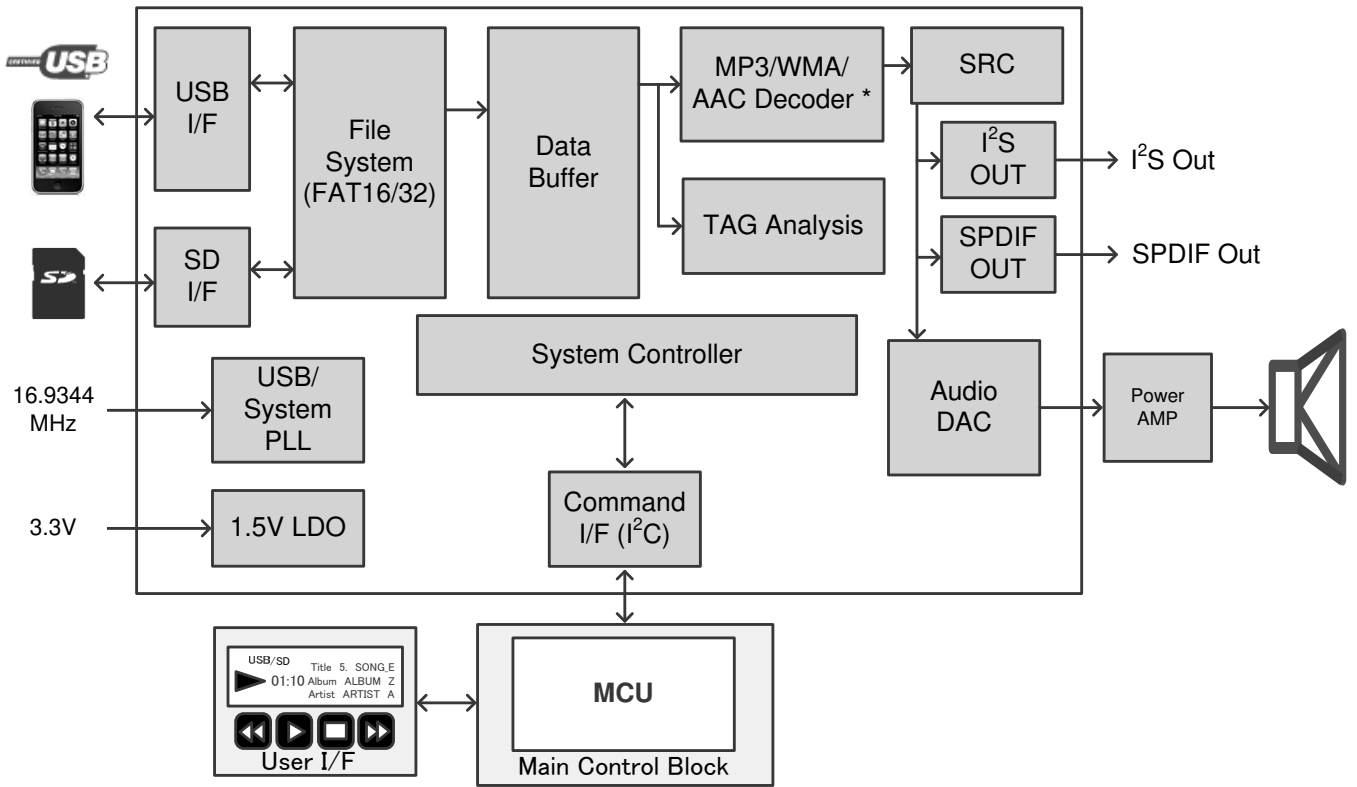 USB
USB
I/F
File
System
(FAT16/32)
Data
Buffer
MP3/WMA/
AAC Decoder *
SRC
I²S
OUT
I²S Out
TAG Analysis
SPDIF
OUT
SPDIF Out
SD
I/F
SD
System Controller
16.9344
MHz
USB/
System
PLL
Audio
DAC
Power
AMP
3.3V
1.5V LDO
Command
I/F (I²C)
USB/SD
Title 5. SONG_E
01:10 Album ALBUM Z
Artist ARTIST A
User I/F
MCU
Main Control Block